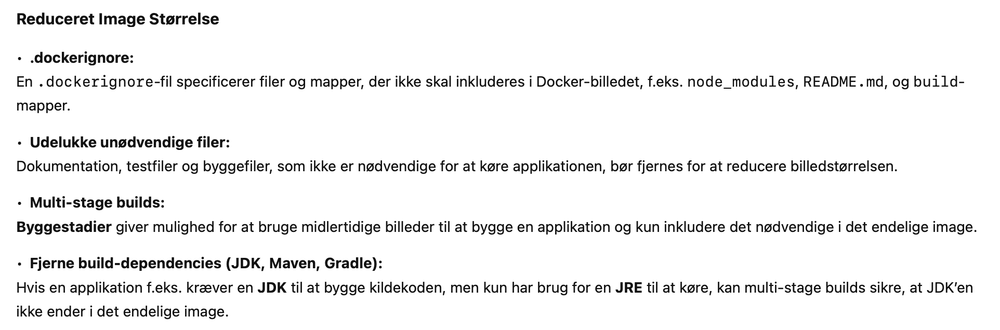 Reduceret Image Størrelse
• .dockerignore:
En .dockerignore-fil specificerer filer og mapper, der ikke skal inkluderes i Docker-billedet, f.eks. node_modules, README.md, og build-
mapper.
• Udelukke unødvendige filer:
Dokumentation, testfiler og byggefiler, som ikke er nødvendige for at køre applikationen, bør fjernes for at reducere billedstørrelsen.
• Multi-stage builds:
Byggestadier giver mulighed for at bruge midlertidige billeder til at bygge en applikation og kun inkludere det nødvendige i det endelige image.
• Fjerne build-dependencies (JDK, Maven, Gradle):
Hvis en applikation f.eks. kræver en JDK til at bygge kildekoden, men kun har brug for en JRE til at køre, kan multi-stage builds sikre, at JDK’en
ikke ender i det endelige image.